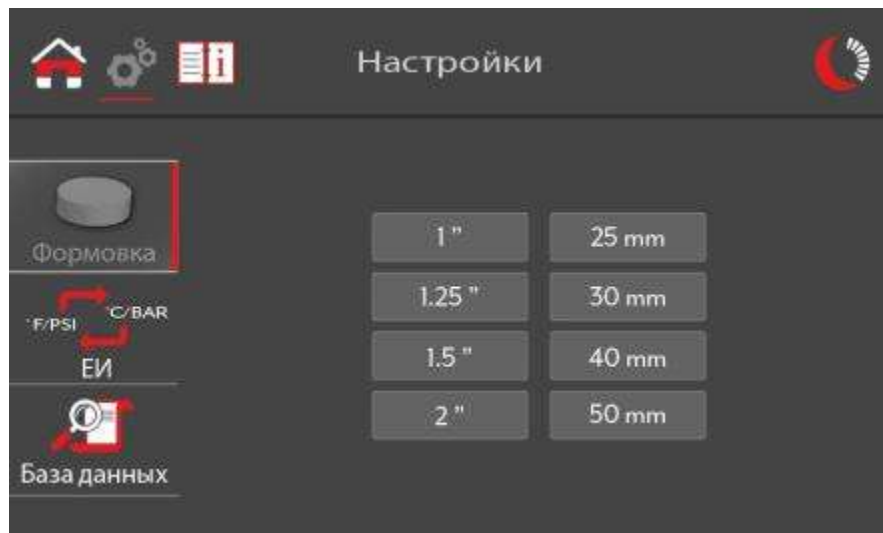 i
Настройки
Формовка
°F/PSI
°C/BAR
ЕИ
База данных
1 "
25 mm
1.25 "
30 mm
1.5 "
40 mm
2 "
50 mm